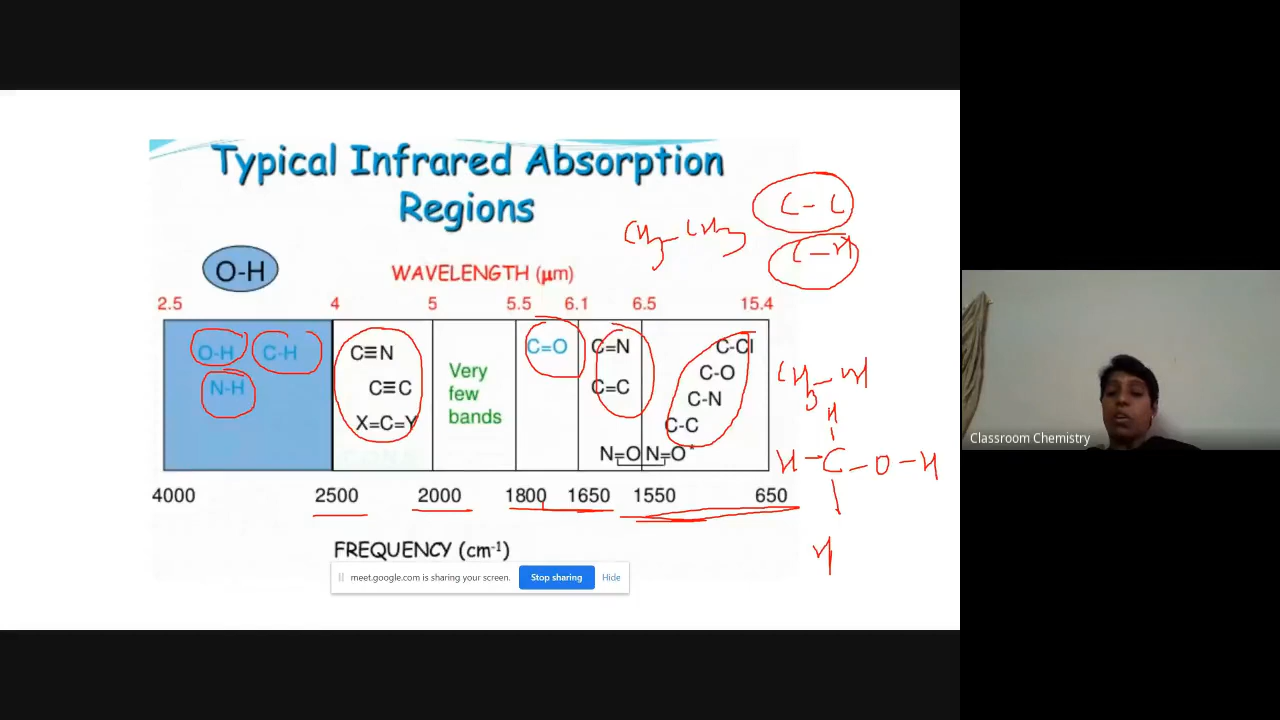 Typical Infrared Absorption
Regions
C-C
CH3-CH3
C-H
O-H
WAVELENGTH (μm)
2.5 4 5 5.5 6.1 6.5 15.4
O-H C-H C≡N C=O C=N C-Cl
N-H C≡C Very C=C C-O
few C-N
X=C=Y bands C-C
N=O N=O*
CH3-H
H
H-C-O-H
H
4000 2500 2000 1800 1650 1550 650
FREQUENCY (cm-1)
meet.google.com is sharing your screen. Stop sharing Hide
Classroom Chemistry